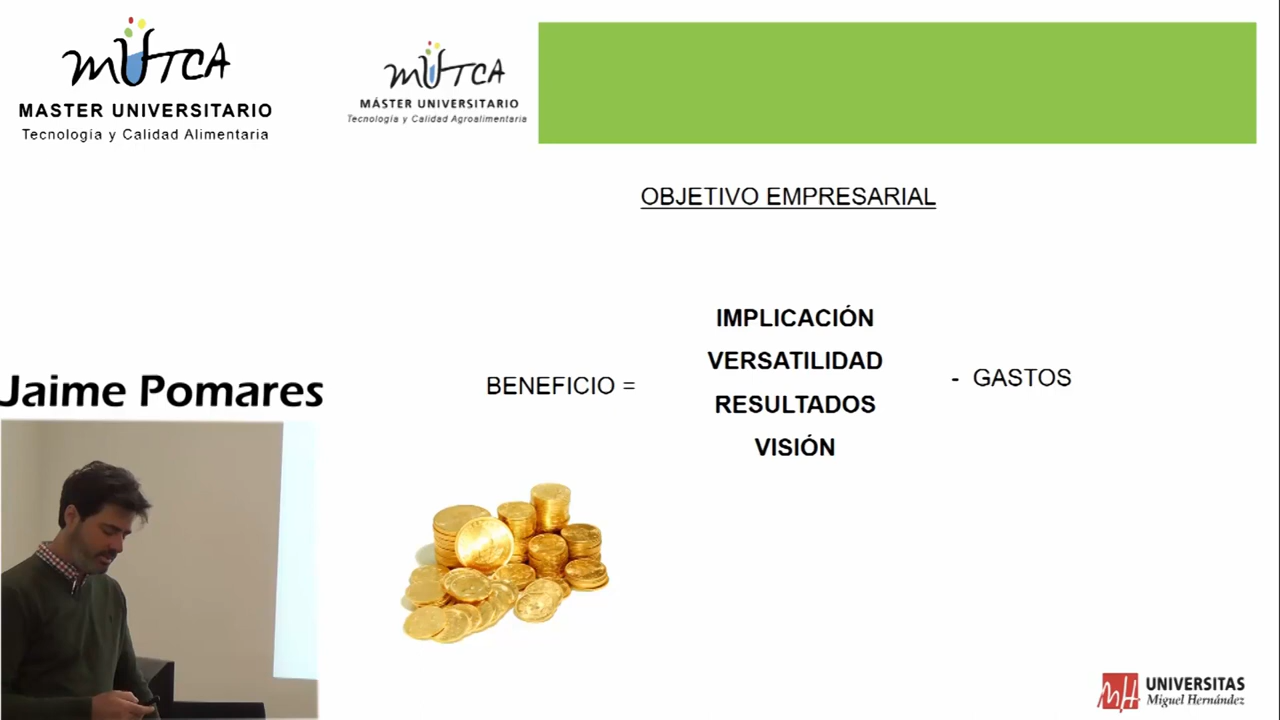 MUTCA
MASTER UNIVERSITARIO
Tecnología y Calidad Alimentaria
MUTCA
MÁSTER UNIVERSITARIO
Tecnología y Calidad Agroalimentaria
OBJETIVO EMPRESARIAL
IMPLICACIÓN
VERSATILIDAD
BENEFICIO =
RESULTADOS
- GASTOS
VISIÓN
Jaime Pomares
MH UNIVERSITAS
Miguel Hernández